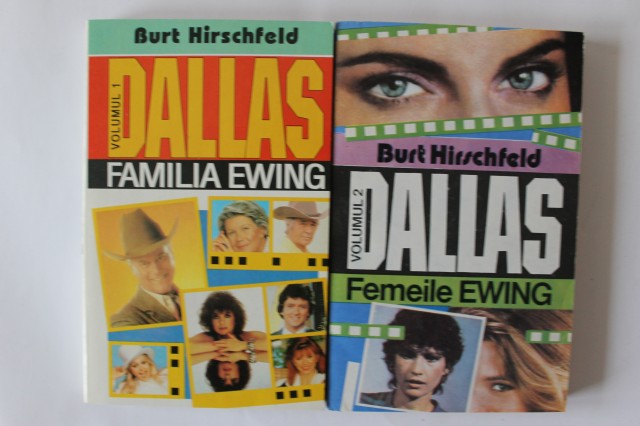 Burt Hirschfeld
VOLUMUL 1
DALLAS
FAMILIA EWING
Burt Hirschfeld
VOLUMUL 2
DALLAS
Femeile EWING